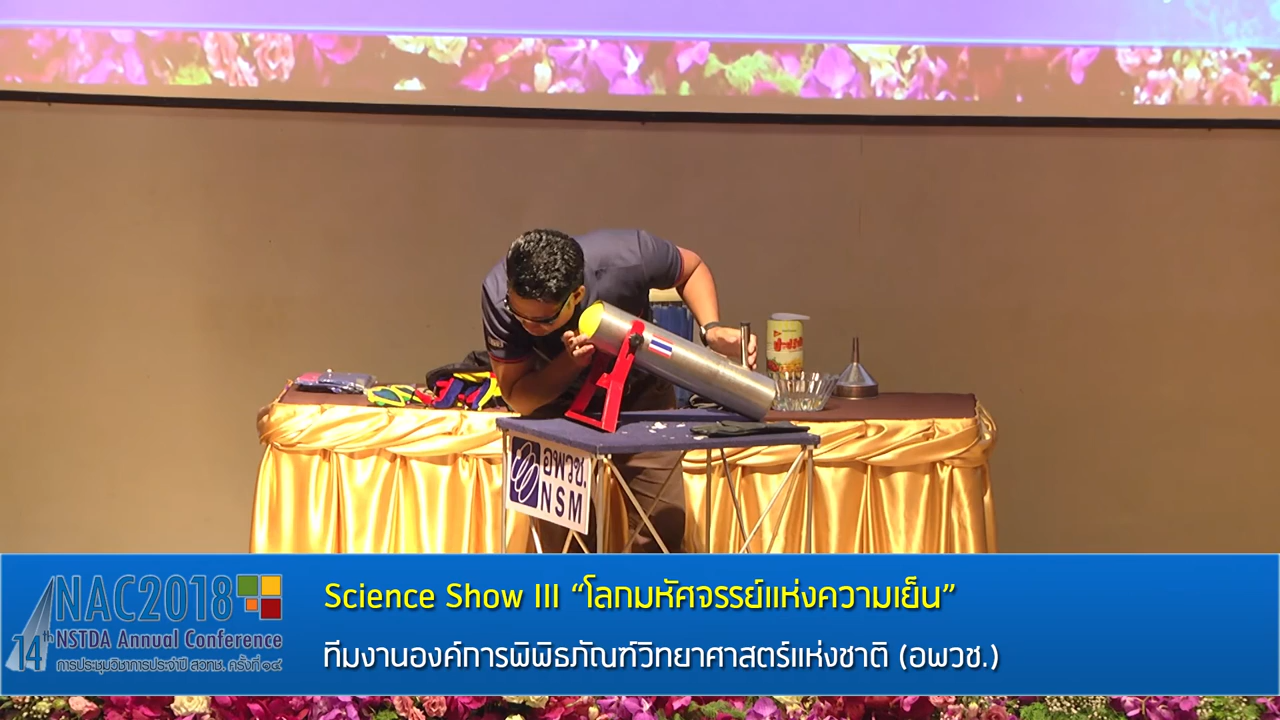 อพวช.
NSM
NAC2018
14th NSTDA Annual Conference
การประชุมวิชาการประจำปี สวทช. ครั้งที่ ๑๔
Science Show III “โลกมหัศจรรย์แห่งความเย็น”
ทีมงานองค์การพิพิธภัณฑ์วิทยาศาสตร์แห่งชาติ (อพวช.)